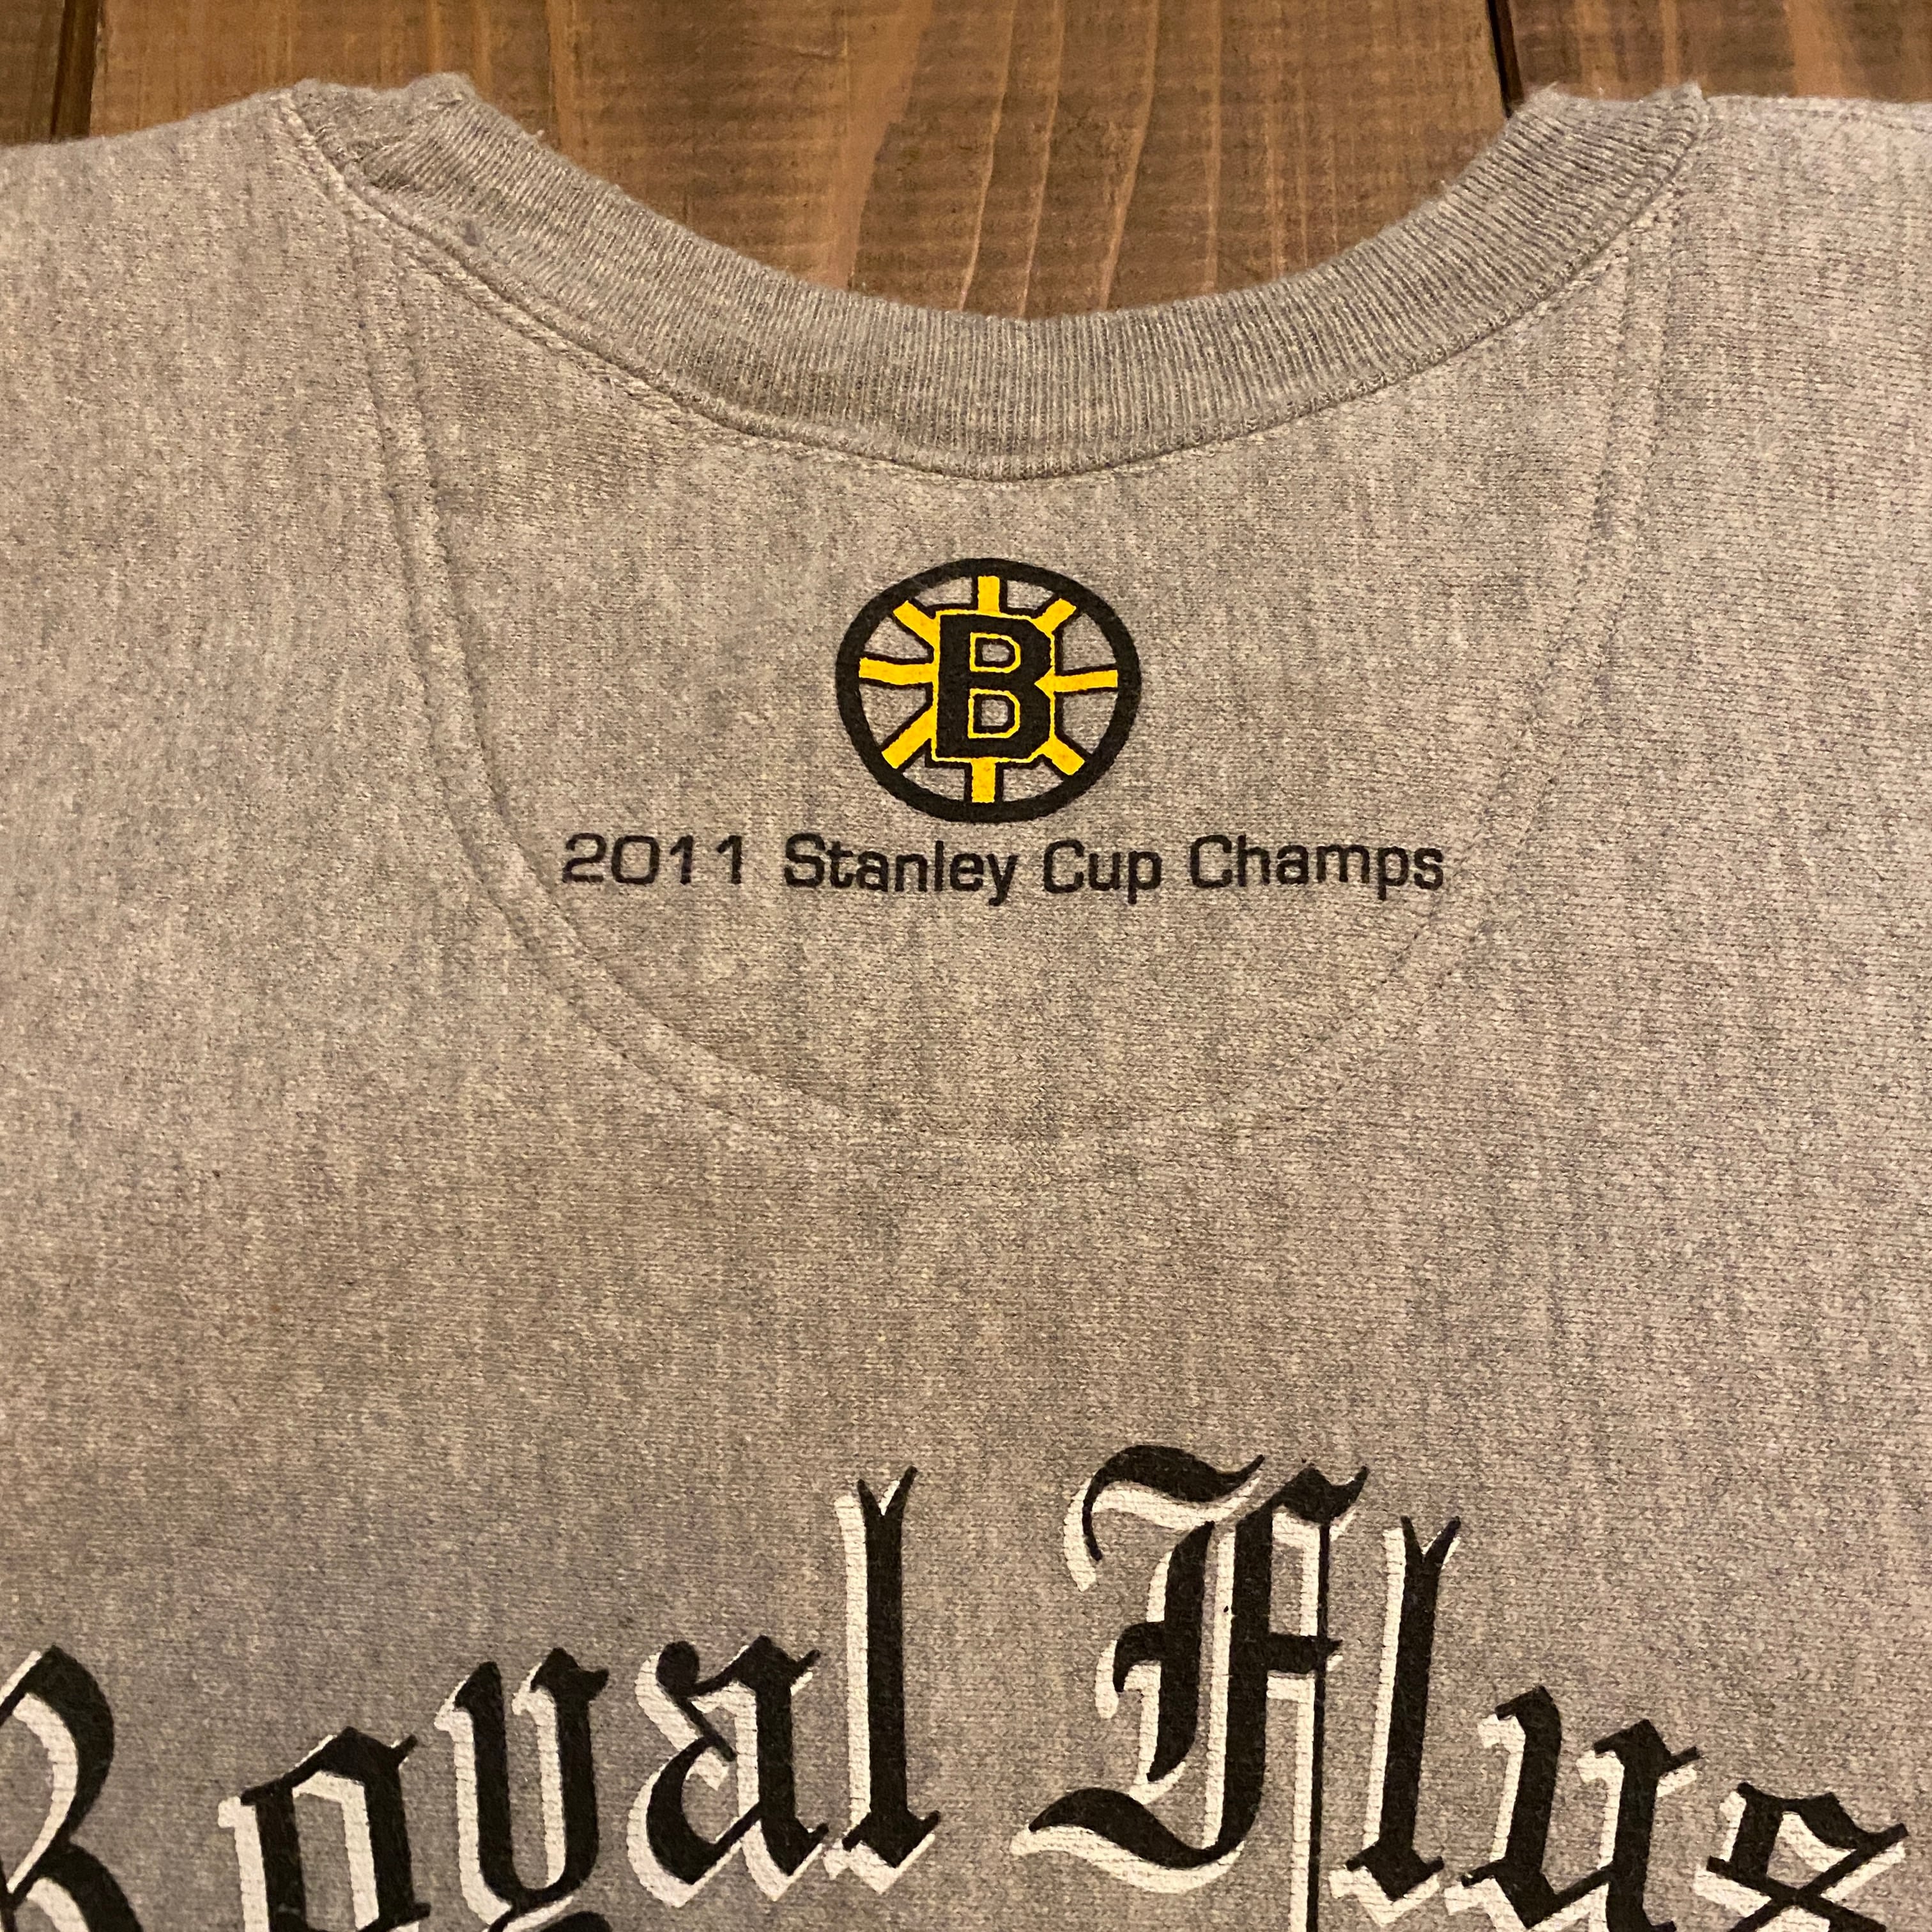 B
2011 Stanley Cup Champs
Royal Flus